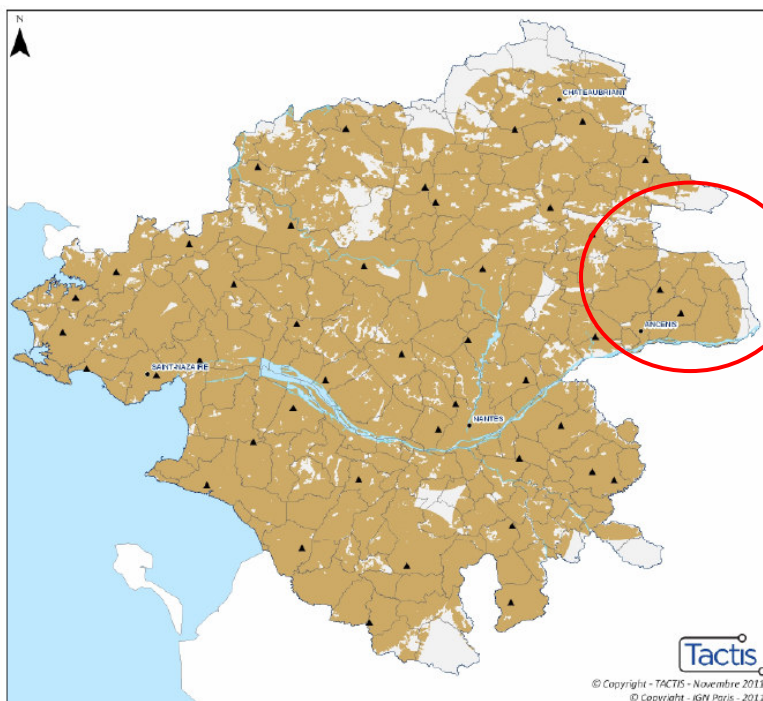 N
CHATEAUBRIANT
ANCENIS
SAINT-NAZAIRE
NANTES
Tactis
© Copyright - TACTIS - Novembre 2011
© Copyright - IGN Paris - 2011